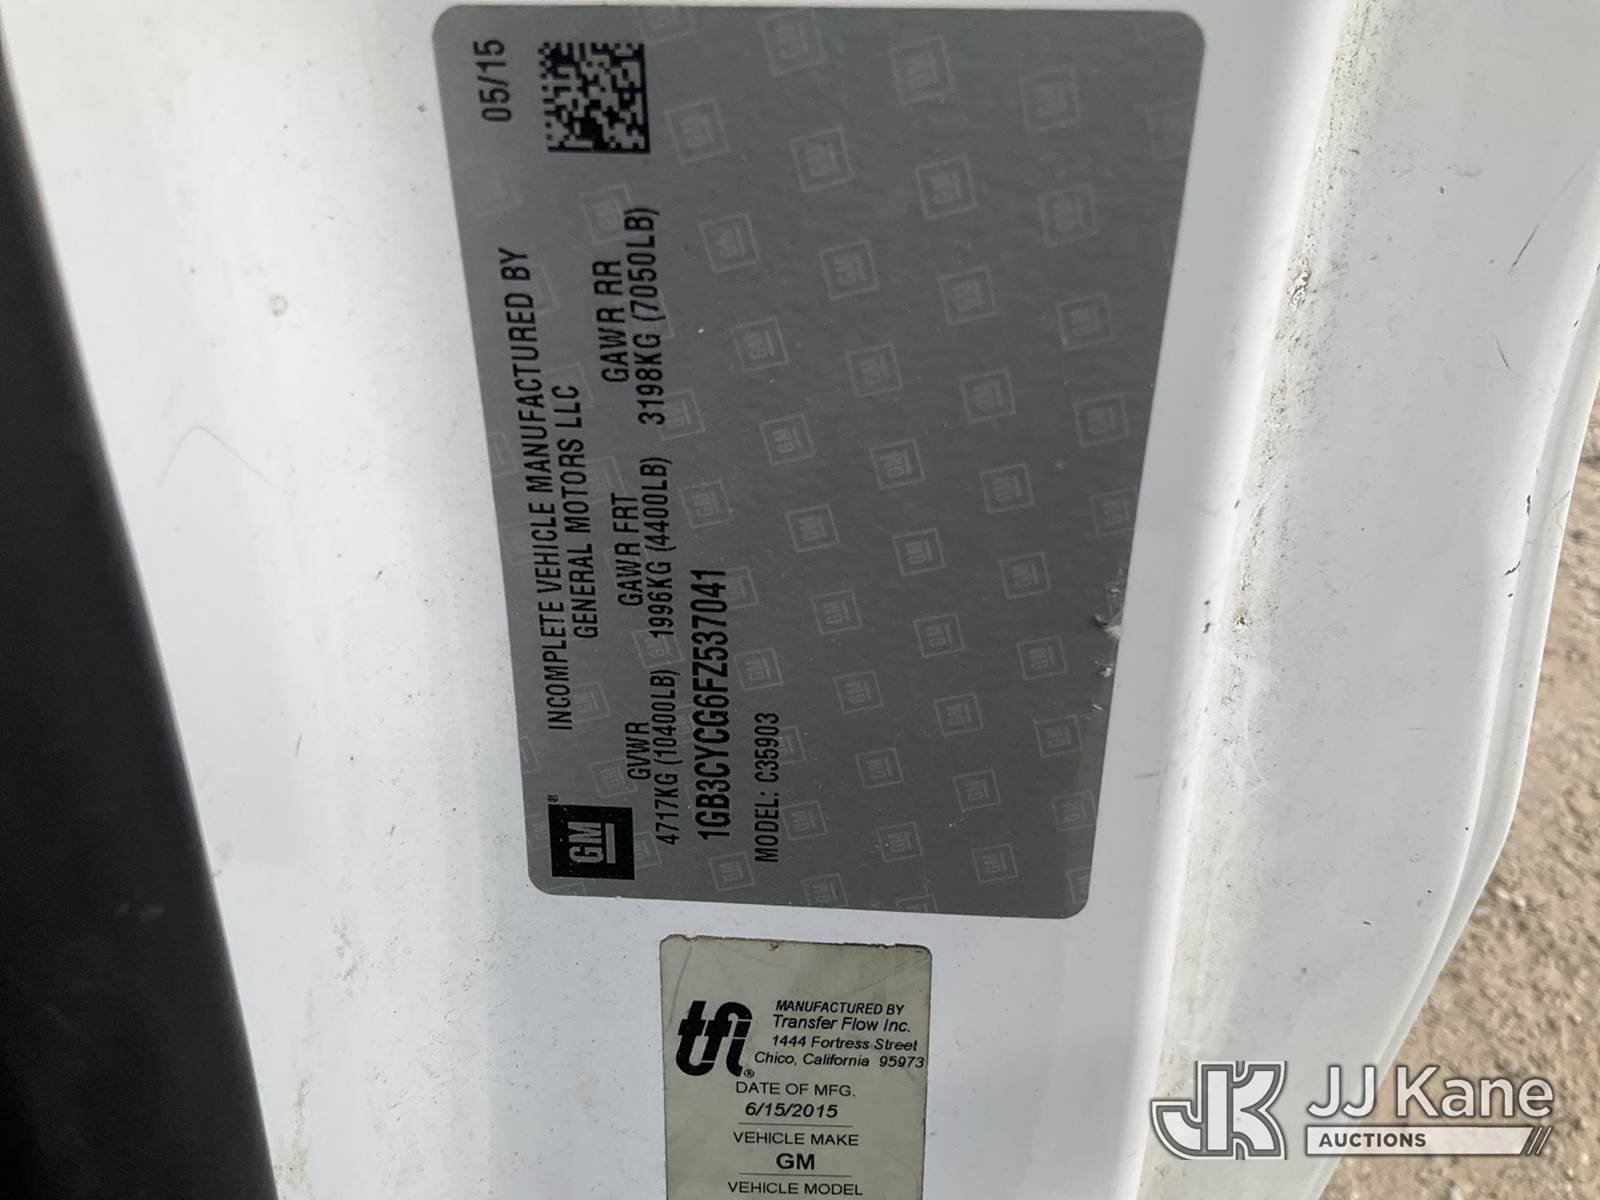 05/15
INCOMPLETE VEHICLE MANUFACTURED BY
GENERAL MOTORS LLC
GM®
GVWR GAWR FRT GAWR RR
4717KG (10400LB) 1996KG (4400LB) 3198KG (7050LB)
1GB3CYCG6FZ537041
MODEL: C35903
tfi®
MANUFACTURED BY
Transfer Flow Inc.
1444 Fortress Street
Chico, California 95973
DATE OF MFG.
6/15/2015
VEHICLE MAKE
GM
VEHICLE MODEL
JK JJ Kane
AUCTIONS